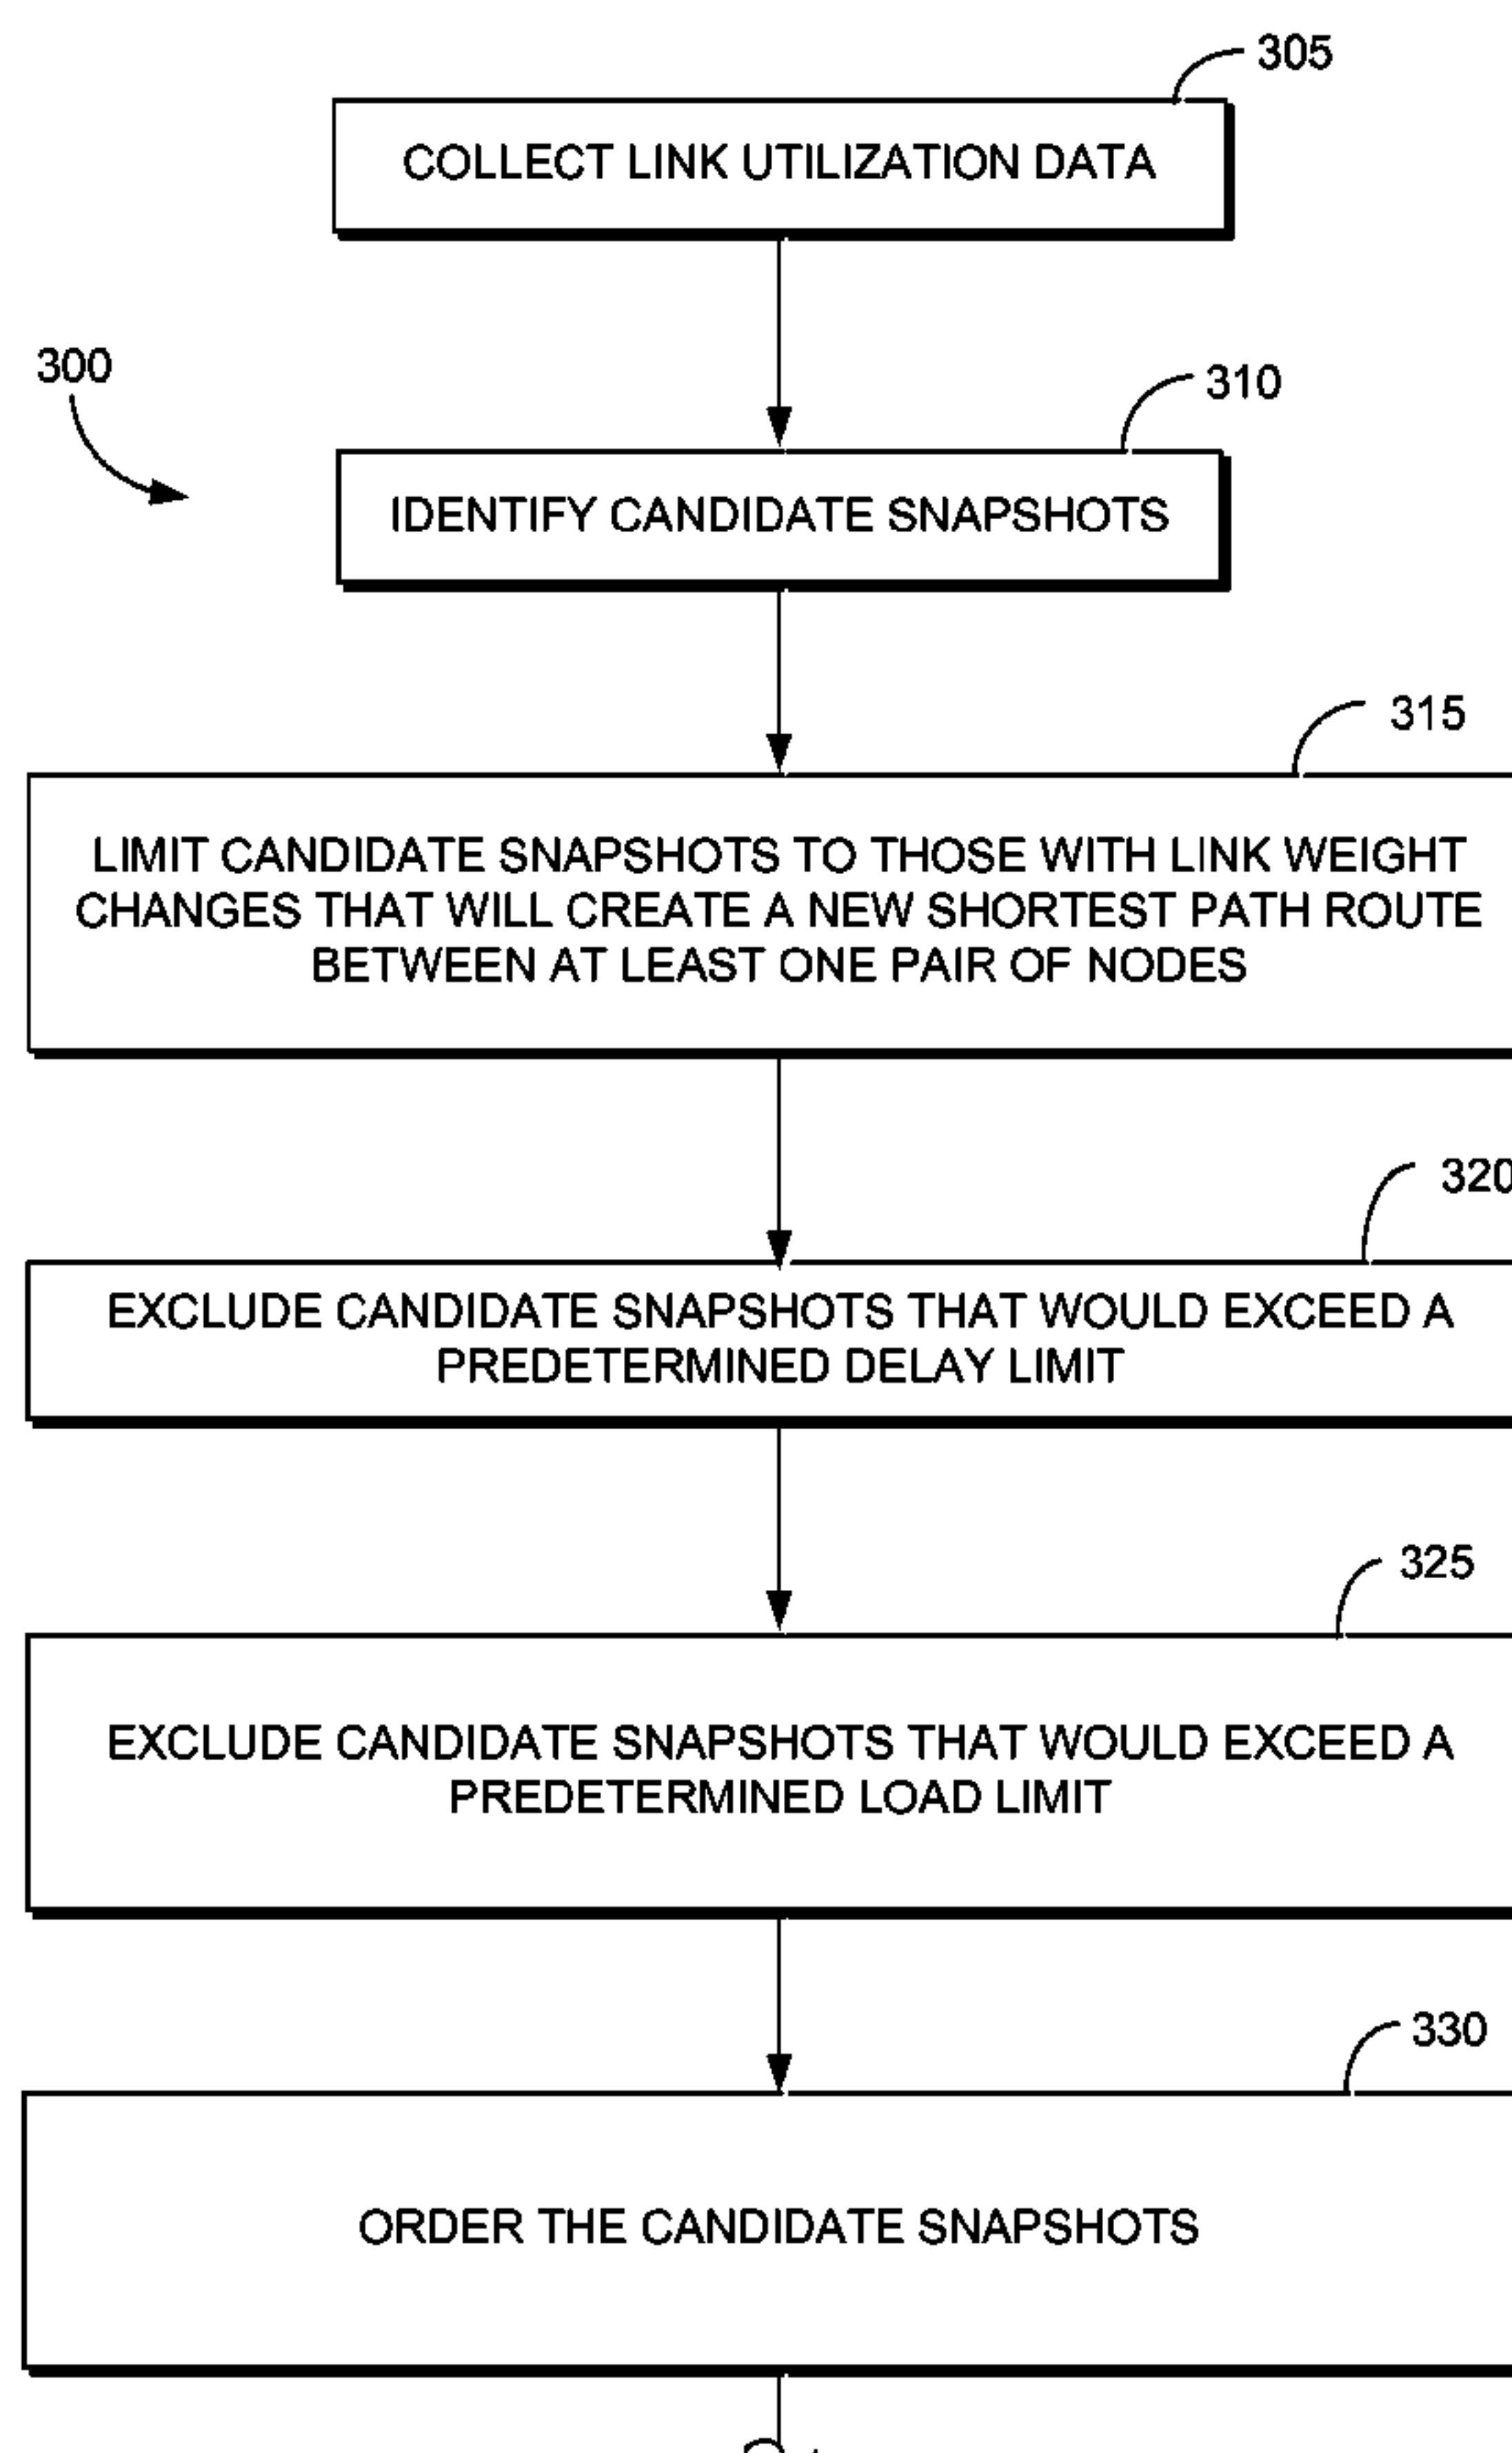 305
COLLECT LINK UTILIZATION DATA
300
310
IDENTIFY CANDIDATE SNAPSHOTS
315
LIMIT CANDIDATE SNAPSHOTS TO THOSE WITH LINK WEIGHT
CHANGES THAT WILL CREATE A NEW SHORTEST PATH ROUTE
BETWEEN AT LEAST ONE PAIR OF NODES
320
EXCLUDE CANDIDATE SNAPSHOTS THAT WOULD EXCEED A
PREDETERMINED DELAY LIMIT
325
EXCLUDE CANDIDATE SNAPSHOTS THAT WOULD EXCEED A
PREDETERMINED LOAD LIMIT
330
ORDER THE CANDIDATE SNAPSHOTS